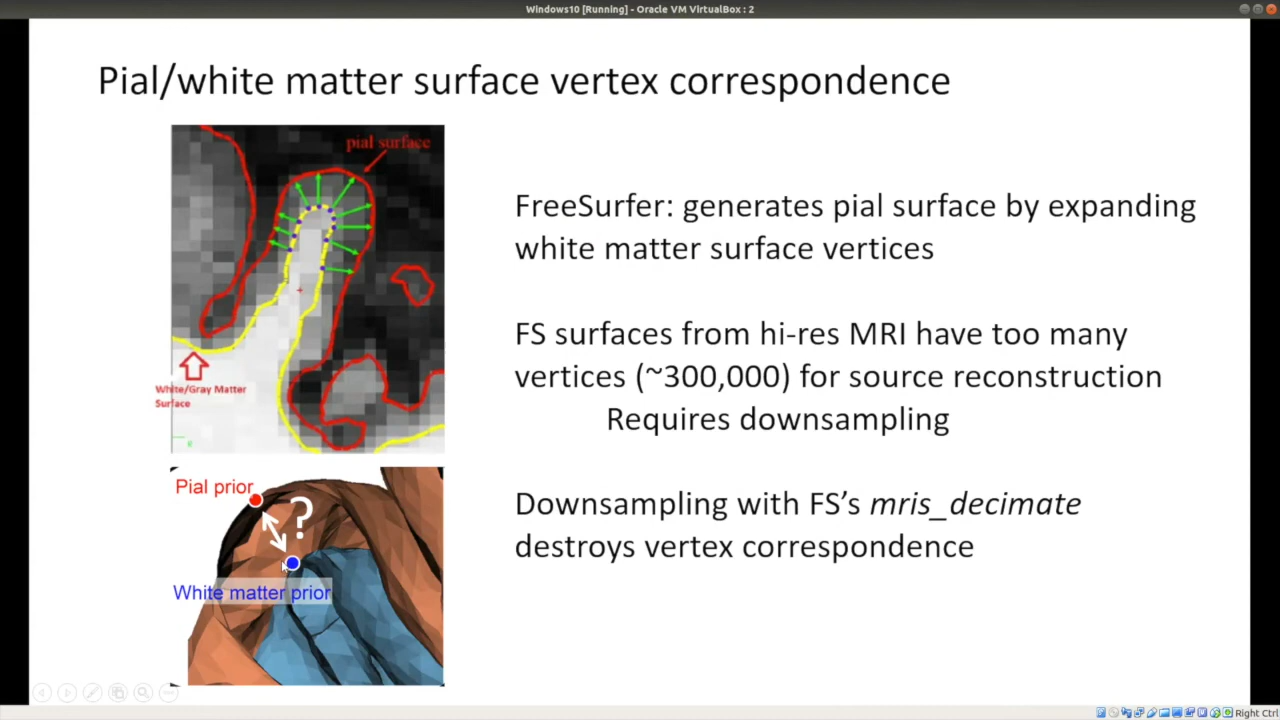 Windows10 [Running] - Oracle VM VirtualBox : 2
Pial/white matter surface vertex correspondence
pial surface
White/Gray Matter
Surface
FreeSurfer: generates pial surface by expanding
white matter surface vertices
FS surfaces from hi-res MRI have too many
vertices (~300,000) for source reconstruction
Requires downsampling
Pial prior
?
White matter prior
Downsampling with FS's mris_decimate
destroys vertex correspondence
Right Ctrl